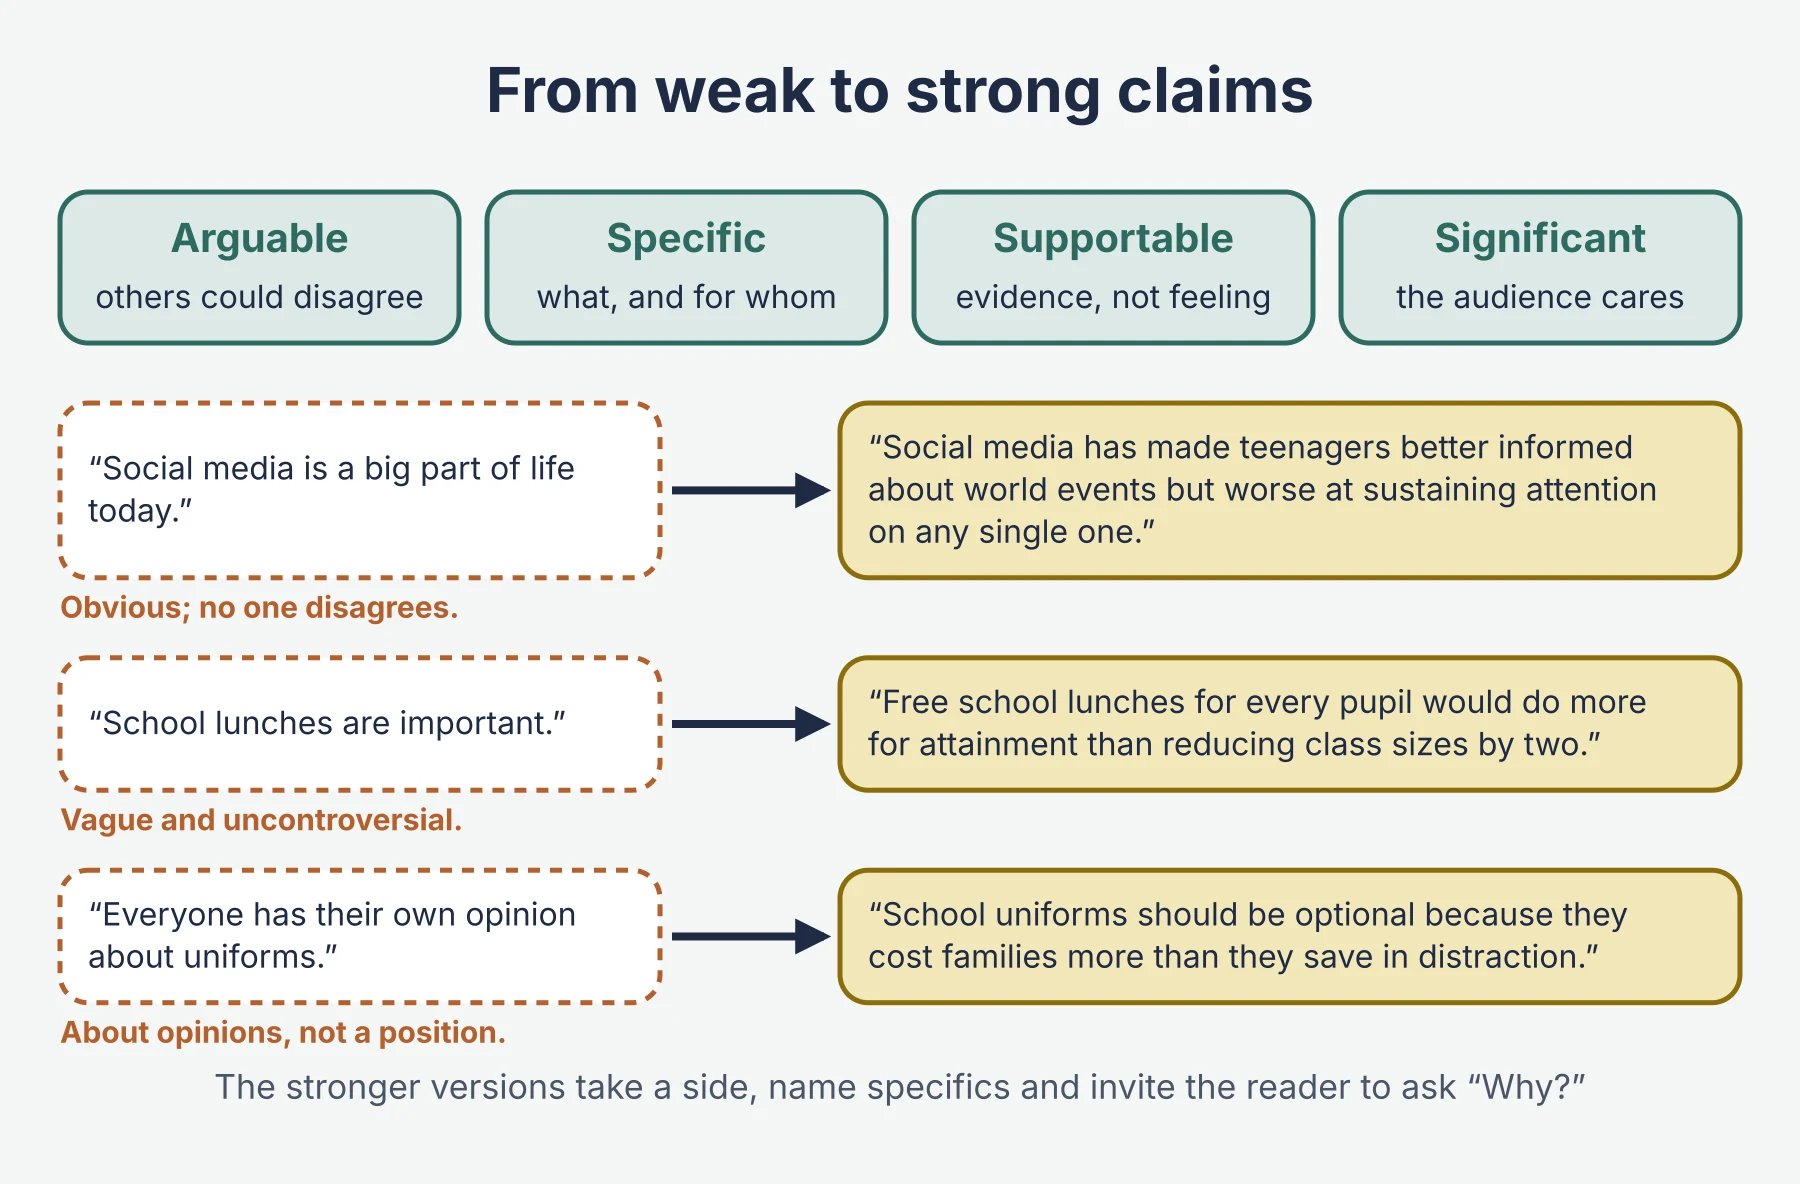 From weak to strong claims
Arguable
others could disagree
Specific
what, and for whom
Supportable
evidence, not feeling
Significant
the audience cares
“Social media is a big part of life
today.”
Obvious; no one disagrees.
“Social media has made teenagers better informed
about world events but worse at sustaining attention
on any single one.”
“School lunches are important.”
Vague and uncontroversial.
“Free school lunches for every pupil would do more
for attainment than reducing class sizes by two.”
“Everyone has their own opinion
about uniforms.”
About opinions, not a position.
“School uniforms should be optional because they
cost families more than they save in distraction.”
The stronger versions take a side, name specifics and invite the reader to ask “Why?”